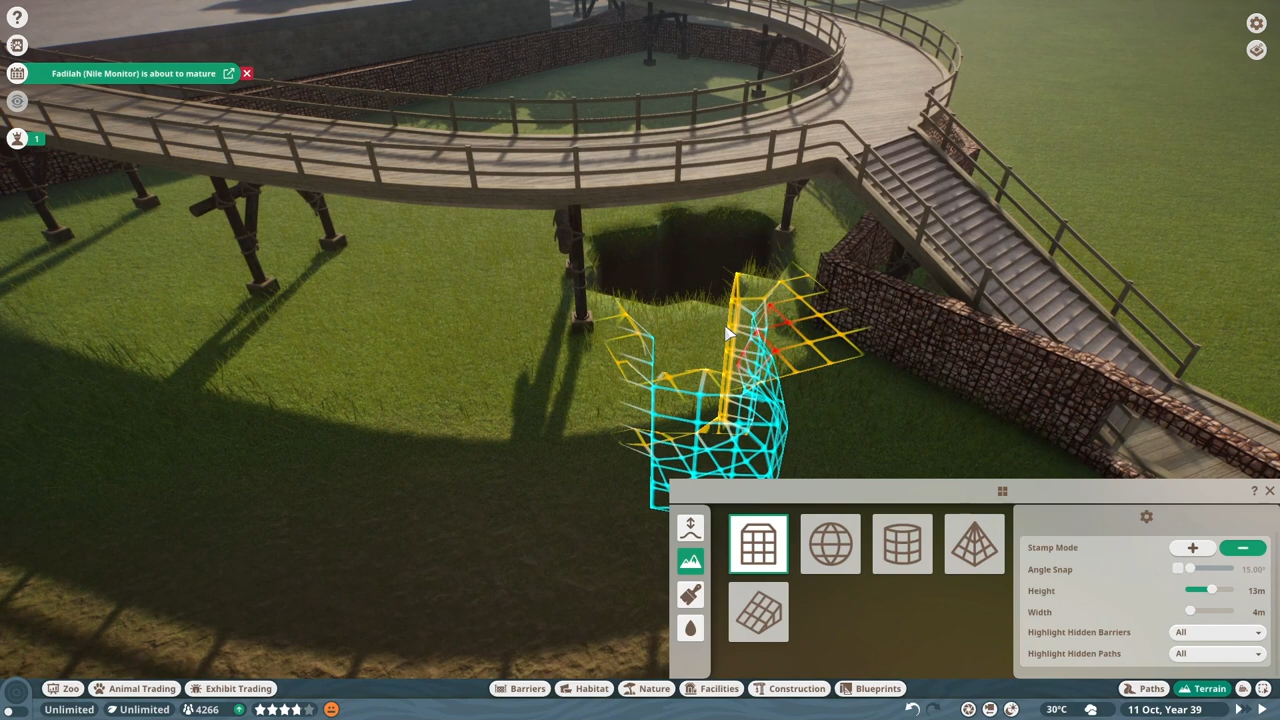 ?
Fadilah (Nile Monitor) is about to mature
1
?
Stamp Mode
Angle Snap 15.00°
Height 13m
Width 4m
Highlight Hidden Barriers All
Highlight Hidden Paths All
Zoo Animal Trading Exhibit Trading Barriers Habitat Nature Facilities Construction Blueprints Paths Terrain
Unlimited Unlimited 4266 30°C 11 Oct, Year 39